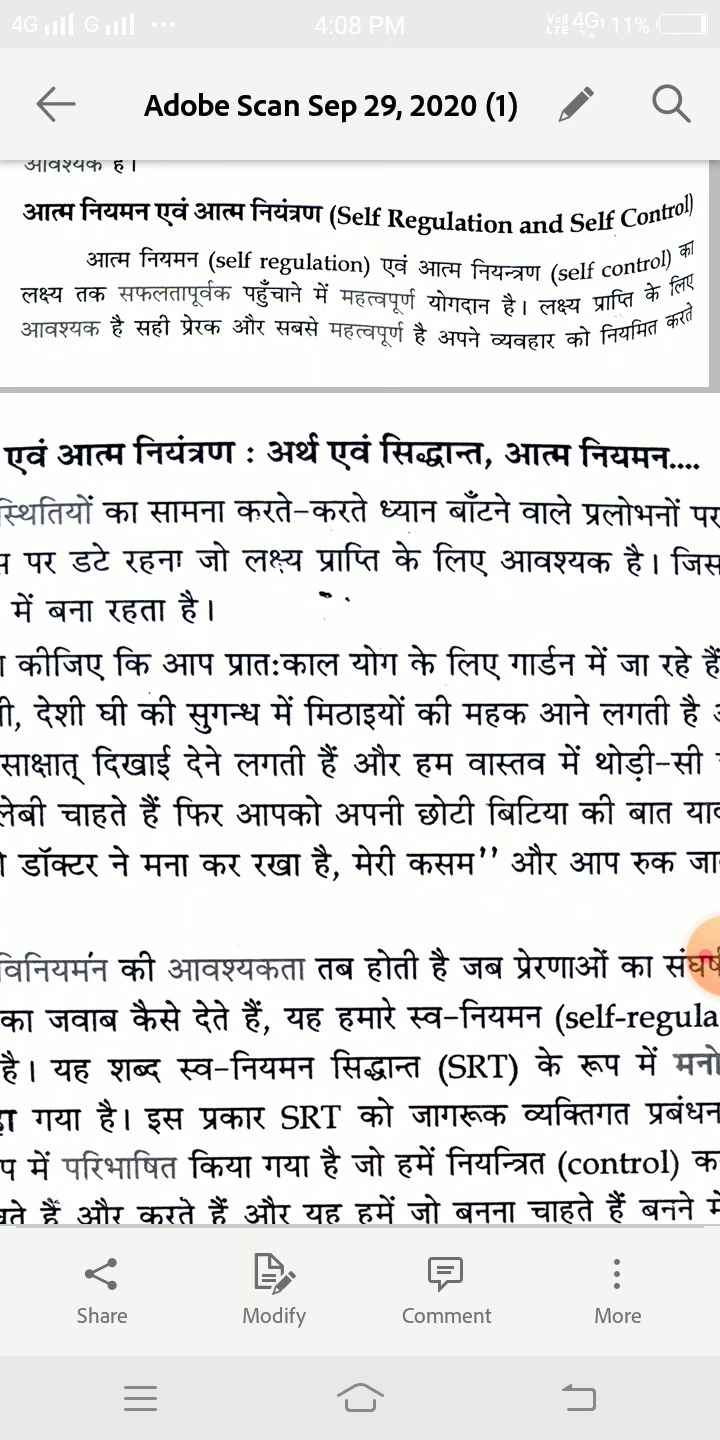 4G G 4:08 PM VoLTE 4G 11%
Adobe Scan Sep 29, 2020 (1)
आवश्यक है।
आत्म नियमन एवं आत्म नियंत्रण (Self Regulation and Self Control)
आत्म नियमन (self regulation) एवं आत्म नियन्त्रण (self control) का
लक्ष्य तक सफलतापूर्वक पहुँचाने में महत्वपूर्ण योगदान है। लक्ष्य प्राप्ति के लिए
आवश्यक है सही प्रेरक और सबसे महत्वपूर्ण है अपने व्यवहार को नियमित करते
एवं आत्म नियंत्रण : अर्थ एवं सिद्धान्त, आत्म नियमन....
स्थितियों का सामना करते-करते ध्यान बाँटने वाले प्रलोभनों पर
पर डटे रहना जो लक्ष्य प्राप्ति के लिए आवश्यक है। जिस
में बना रहता है।
कीजिए कि आप प्रात:काल योग के लिए गार्डन में जा रहे हैं
देशी घी की सुगन्ध में मिठाइयों की महक आने लगती है
साक्षात् दिखाई देने लगती हैं और हम वास्तव में थोड़ी-सी
लेबी चाहते हैं फिर आपको अपनी छोटी बिटिया की बात याद
डॉक्टर ने मना कर रखा है, मेरी कसम’’ और आप रुक जा
विनियमन की आवश्यकता तब होती है जब प्रेरणाओं का संघर्ष
का जवाब कैसे देते हैं, यह हमारे स्व-नियमन (self-regula
है। यह शब्द स्व-नियमन सिद्धान्त (SRT) के रूप में मनो
गया है। इस प्रकार SRT को जागरूक व्यक्तिगत प्रबंधन
प में परिभाषित किया गया है जो हमें नियन्त्रित (control) क
हैं और करते हैं और यह हमें जो बनना चाहते हैं बनने में
Share Modify Comment More